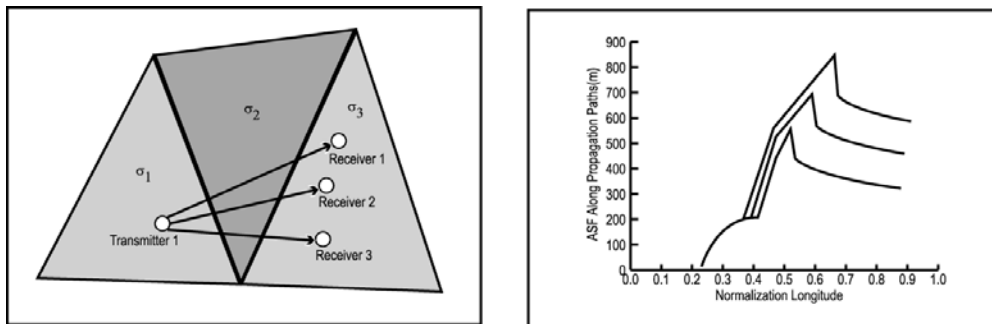 σ1
σ2
σ3
Receiver 1
Receiver 2
Transmitter 1
Receiver 3
ASF Along Propagation Paths(m)
900
800
700
600
500
400
300
200
100
0
0.0 0.1 0.2 0.3 0.4 0.5 0.6 0.7 0.8 0.9 1.0
Normalization Longitude